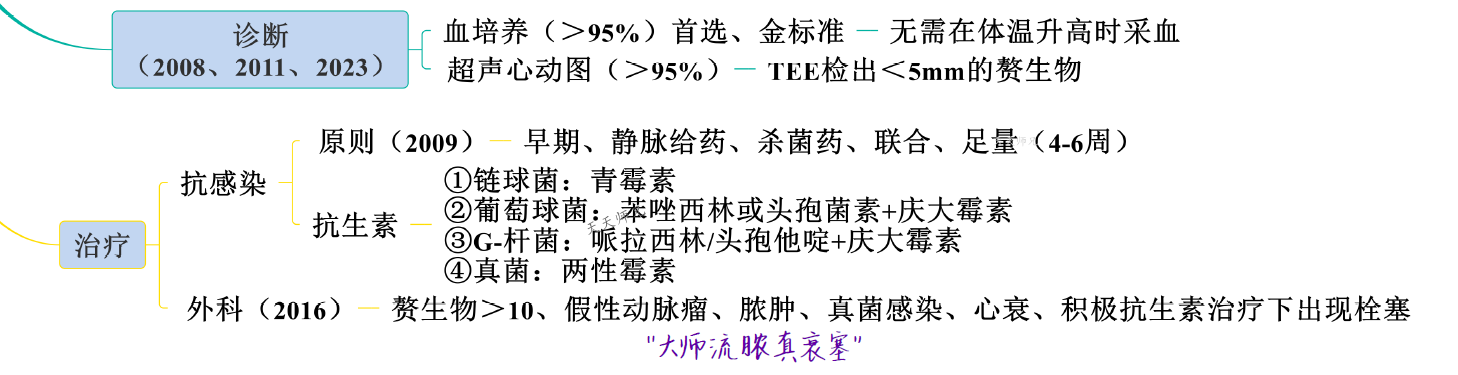 诊断
（2008、2011、2023）
血培养（＞95%）首选、金标准 — 无需在体温升高时采血
超声心动图（＞95%）— TEE检出＜5mm的赘生物
治疗
抗感染
原则（2009）— 早期、静脉给药、杀菌药、联合、足量（4-6周）
抗生素
①链球菌：青霉素
②葡萄球菌：苯唑西林或头孢菌素+庆大霉素
③G-杆菌：哌拉西林/头孢他啶+庆大霉素
④真菌：两性霉素
外科（2016）— 赘生物＞10、假性动脉瘤、脓肿、真菌感染、心衰、积极抗生素治疗下出现栓塞
"大师流脓真衰塞"
天天师